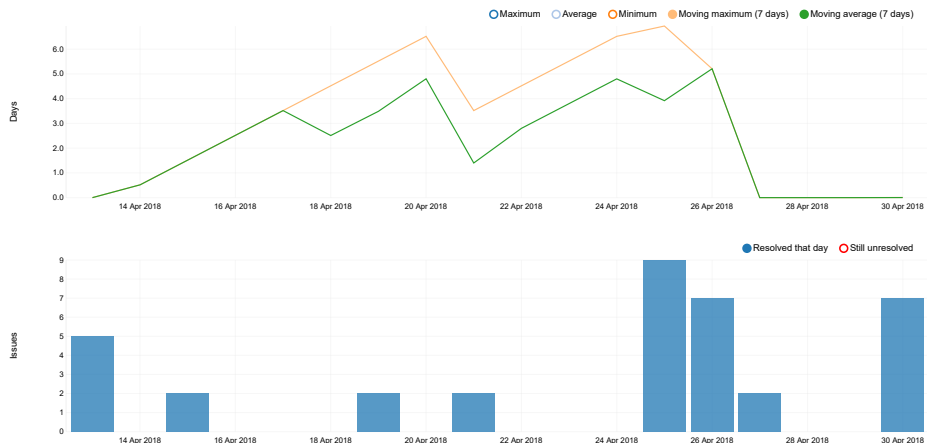 Maximum Average Minimum Moving maximum (7 days) Moving average (7 days)
6.0
5.0
4.0
3.0
2.0
1.0
0.0
Days
14 Apr 2018 16 Apr 2018 18 Apr 2018 20 Apr 2018 22 Apr 2018 24 Apr 2018 26 Apr 2018 28 Apr 2018 30 Apr 2018
Resolved that day Still unresolved
9
8
7
6
5
4
3
2
1
0
Issues
14 Apr 2018 16 Apr 2018 18 Apr 2018 20 Apr 2018 22 Apr 2018 24 Apr 2018 26 Apr 2018 28 Apr 2018 30 Apr 2018